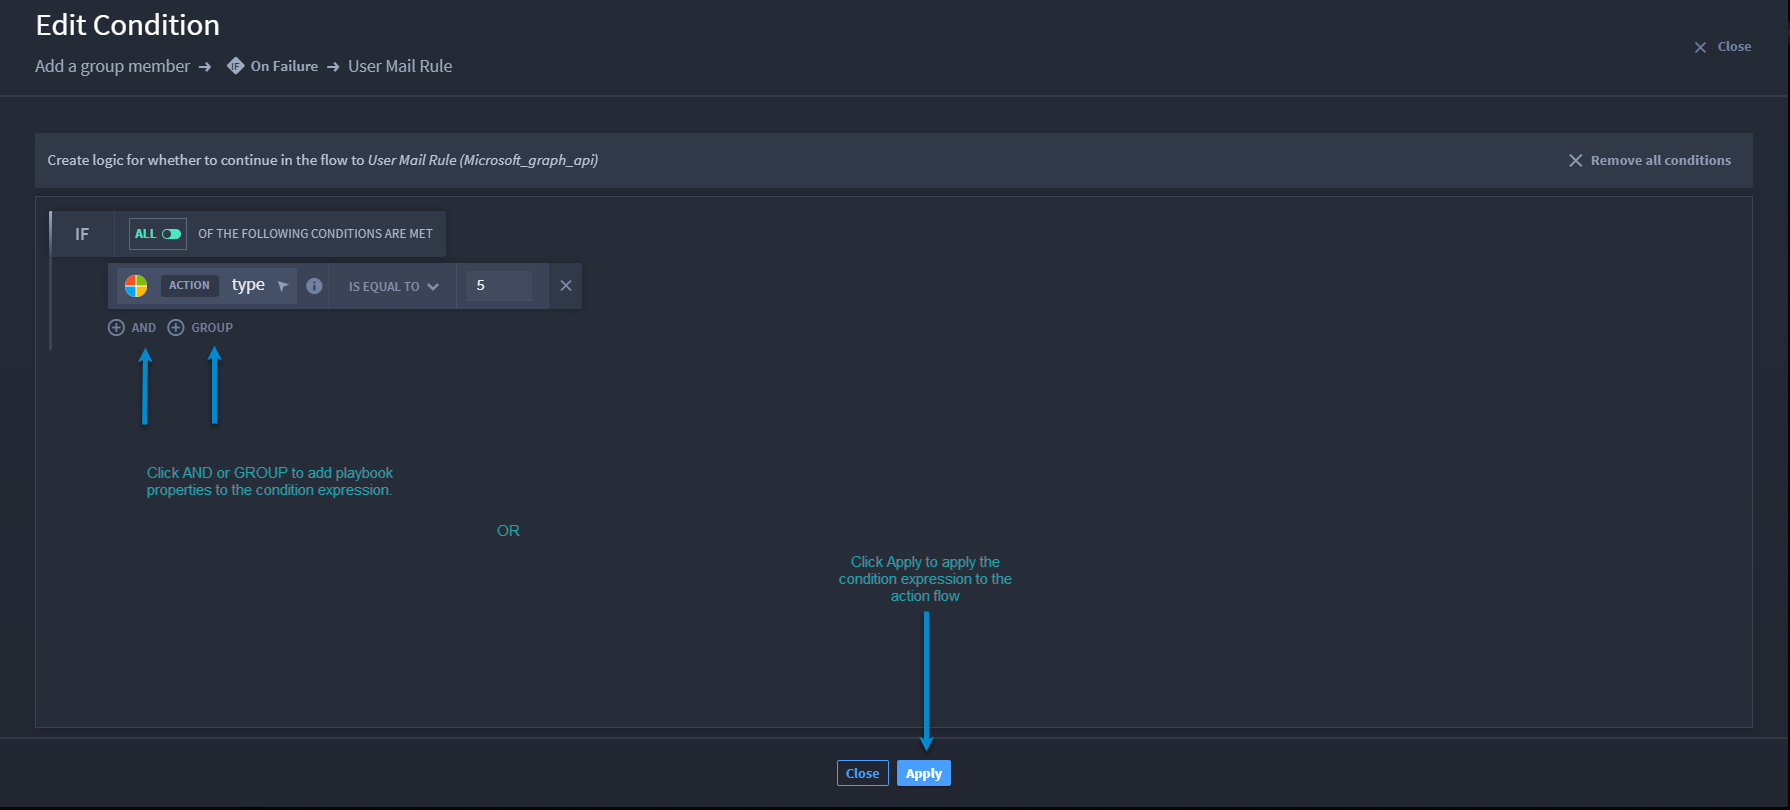 Edit Condition
Close
Add a group member → IF On Failure → User Mail Rule
Create logic for whether to continue in the flow to User Mail Rule (Microsoft_graph_api)
Remove all conditions
IF ALL OF THE FOLLOWING CONDITIONS ARE MET
ACTION type IS EQUAL TO 5
AND GROUP
Click AND or GROUP to add playbook
properties to the condition expression.
OR
Click Apply to apply the
condition expression to the
action flow
Close Apply